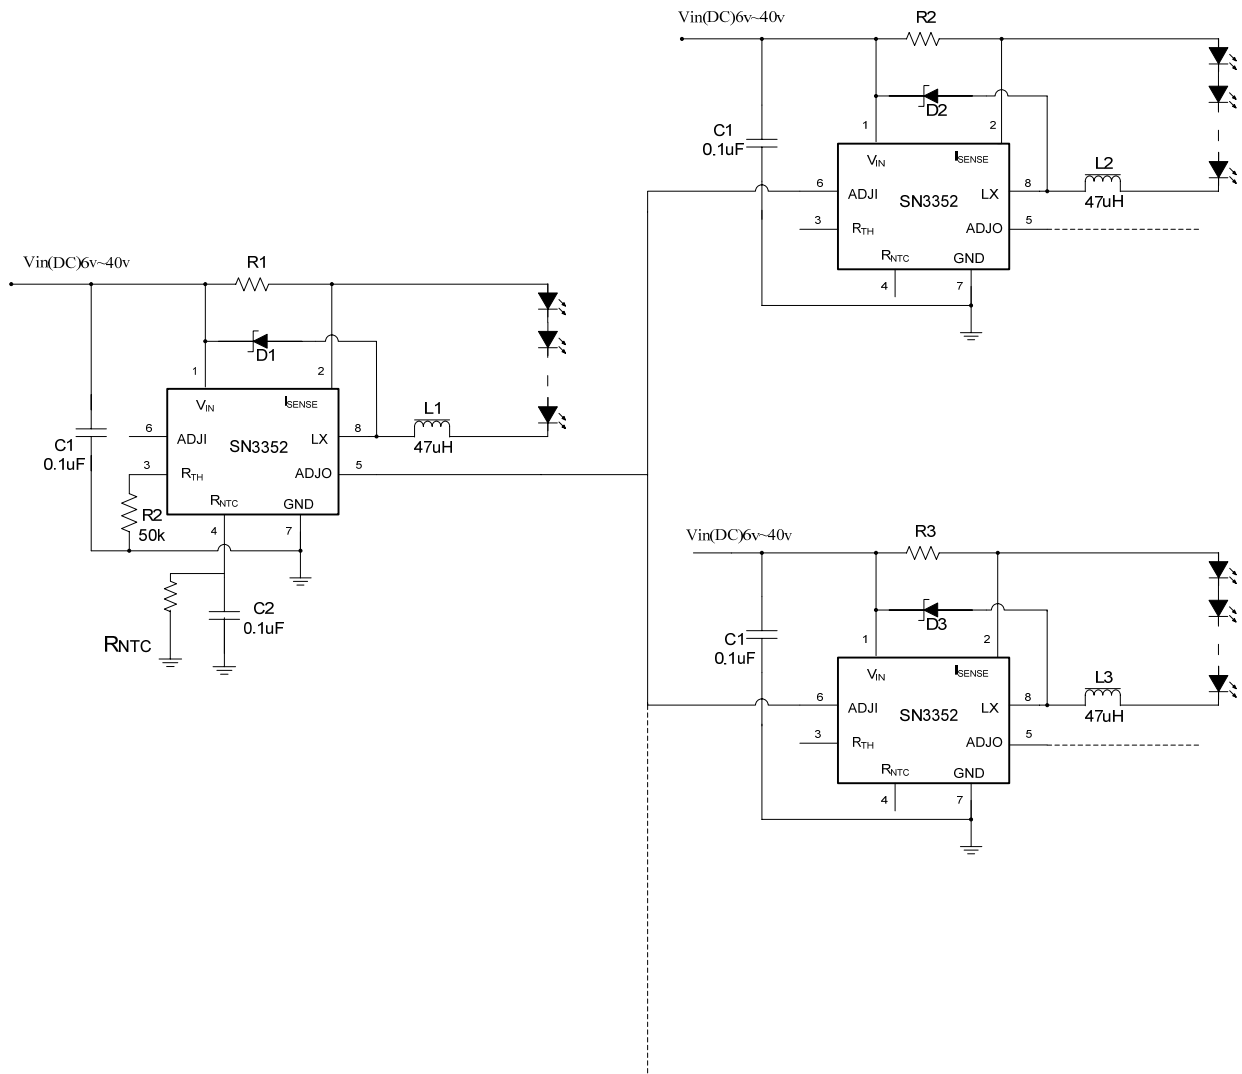 Vin(DC)6v~40v
R2
D2
1
2
C1
0.1uF
VIN
ISENSE
6
ADJI
SN3352
LX
8
L2
47uH
3
RTH
ADJO
5
RNTC
GND
4
7
Vin(DC)6v~40v
R1
D1
1
2
VIN
ISENSE
C1
0.1uF
6
ADJI
SN3352
LX
8
L1
47uH
3
RTH
ADJO
5
RNTC
GND
R2
50k
4
7
RNTC
C2
0.1uF
Vin(DC)6v~40v
R3
D3
1
2
C1
0.1uF
VIN
ISENSE
6
ADJI
SN3352
LX
8
L3
47uH
3
RTH
ADJO
5
RNTC
GND
4
7